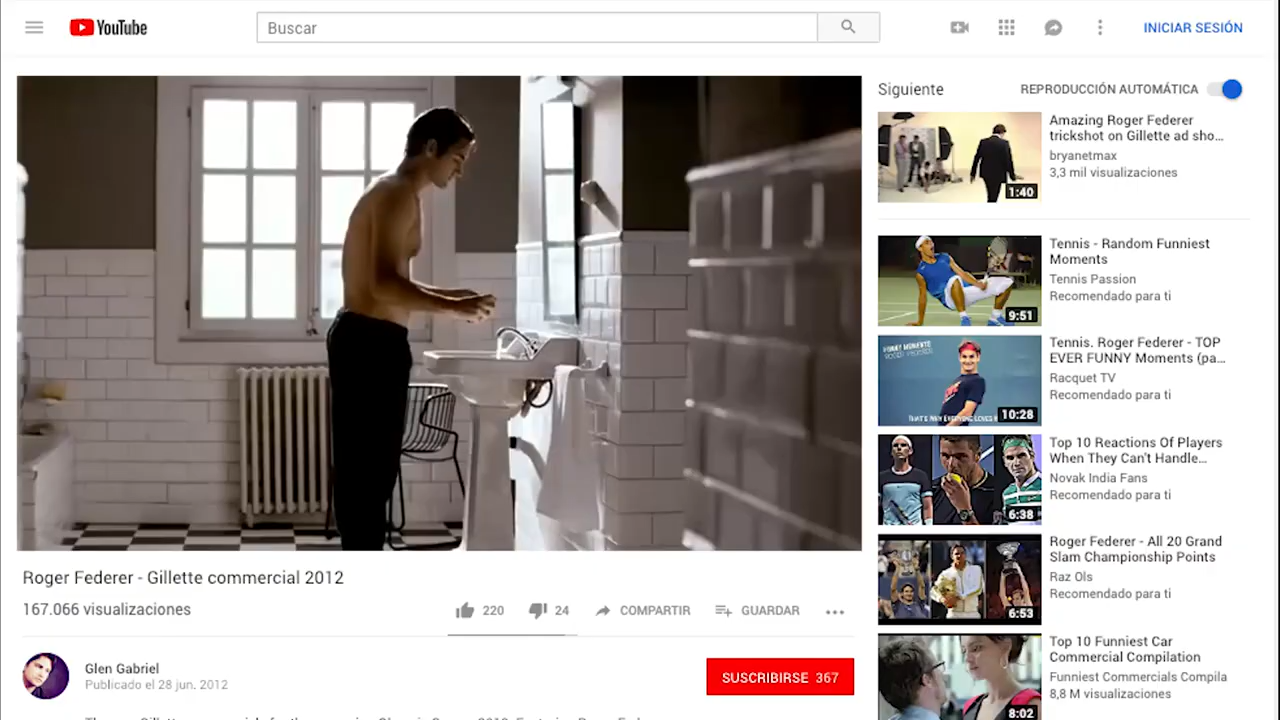 YouTube
Buscar
INICIAR SESIÓN
Siguiente
REPRODUCCIÓN AUTOMÁTICA
Amazing Roger Federer
trickshot on Gillette ad sho...
bryanetmax
3,3 mil visualizaciones
1:40
Tennis - Random Funniest
Moments
Tennis Passion
Recomendado para ti
9:51
Tennis. Roger Federer - TOP
EVER FUNNY Moments (pa...
Racquet TV
Recomendado para ti
10:28
Top 10 Reactions Of Players
When They Can't Handle...
Novak India Fans
Recomendado para ti
6:38
Roger Federer - All 20 Grand
Slam Championship Points
Raz Ols
Recomendado para ti
6:53
Top 10 Funniest Car
Commercial Compilation
Funniest Commercials Compila
8,8 M visualizaciones
8:02
Roger Federer - Gillette commercial 2012
167.066 visualizaciones
220
24
COMPARTIR
GUARDAR
Glen Gabriel
Publicado el 28 jun. 2012
SUSCRIBIRSE 367